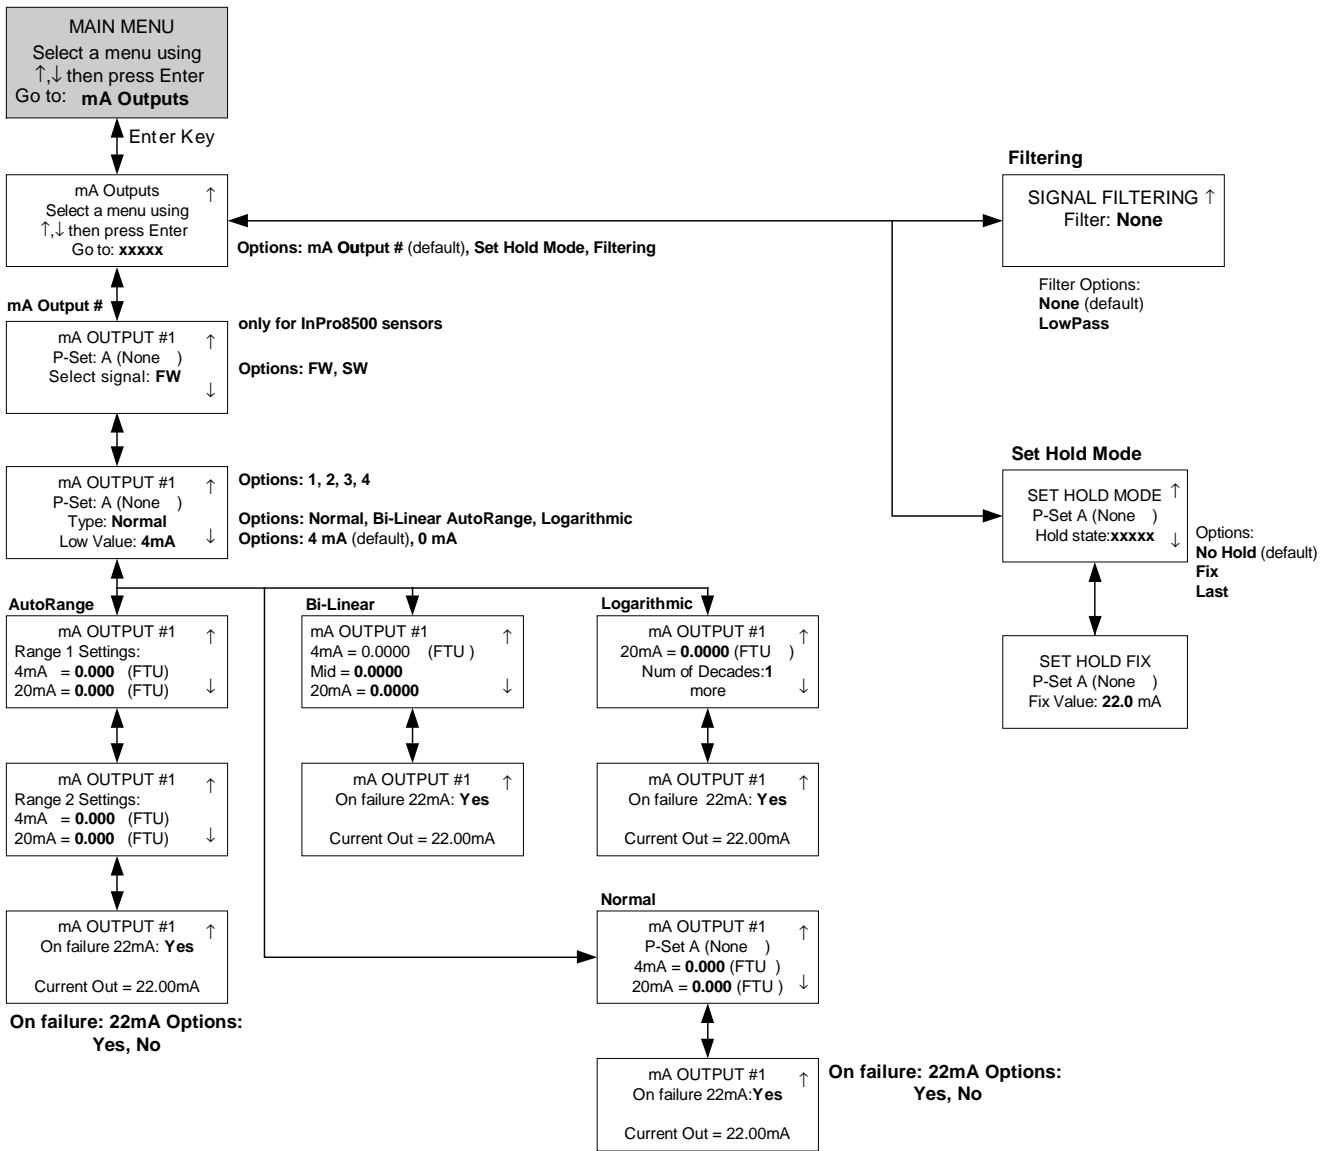 MAIN MENU
Select a menu using
↑,↓ then press Enter
Go to: mA Outputs
Enter Key
mA Outputs ↑
Select a menu using
↑,↓ then press Enter
Go to: xxxxx
Options: mA Output # (default), Set Hold Mode, Filtering
Filtering
SIGNAL FILTERING ↑
Filter: None
Filter Options:
None (default)
LowPass
mA Output #
mA OUTPUT #1 ↑
P-Set: A (None )
Select signal: FW
↓
only for InPro8500 sensors
Options: FW, SW
mA OUTPUT #1 ↑
P-Set: A (None )
Type: Normal
Low Value: 4mA ↓
Options: 1, 2, 3, 4
Options: Normal, Bi-Linear AutoRange, Logarithmic
Options: 4 mA (default), 0 mA
Set Hold Mode
SET HOLD MODE ↑
P-Set A (None )
Hold state:xxxxx ↓
Options:
No Hold (default)
Fix
Last
SET HOLD FIX
P-Set A (None )
Fix Value: 22.0 mA
AutoRange
mA OUTPUT #1 ↑
Range 1 Settings:
4mA = 0.000 (FTU)
20mA = 0.000 (FTU) ↓
mA OUTPUT #1 ↑
Range 2 Settings:
4mA = 0.000 (FTU)
20mA = 0.000 (FTU) ↓
mA OUTPUT #1 ↑
On failure 22mA: Yes
Current Out = 22.00mA
On failure: 22mA Options:
Yes, No
Bi-Linear
mA OUTPUT #1 ↑
4mA = 0.0000 (FTU )
Mid = 0.0000
20mA = 0.0000 ↓
mA OUTPUT #1 ↑
On failure 22mA: Yes
Current Out = 22.00mA
Logarithmic
mA OUTPUT #1 ↑
20mA = 0.0000 (FTU )
Num of Decades:1
more ↓
mA OUTPUT #1 ↑
On failure 22mA: Yes
Current Out = 22.00mA
Normal
mA OUTPUT #1 ↑
P-Set A (None )
4mA = 0.000 (FTU )
20mA = 0.000 (FTU ) ↓
mA OUTPUT #1 ↑
On failure 22mA:Yes
Current Out = 22.00mA
On failure: 22mA Options:
Yes, No